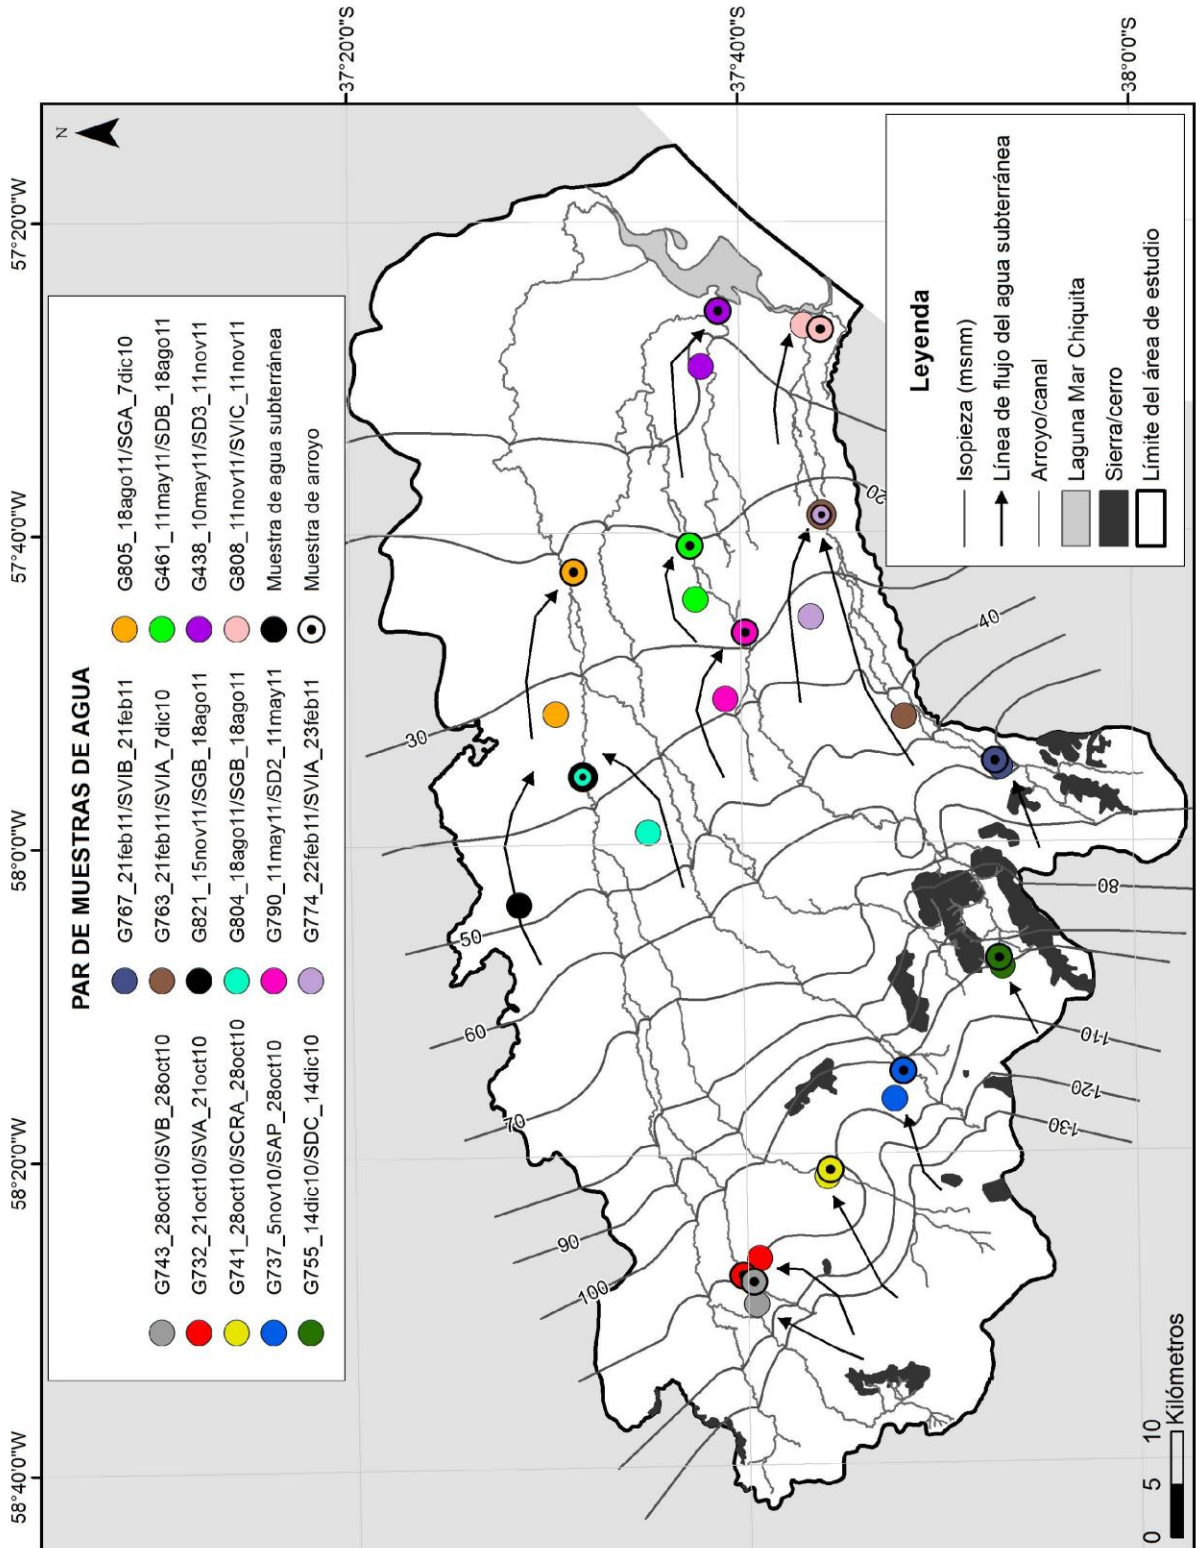 PAR DE MUESTRAS DE AGUA
G743_28oct10/SVB_28oct10
G732_21oct10/SVA_21oct10
G741_28oct10/SCRA_28oct10
G737_5nov10/SAP_28oct10
G755_14dic10/SDC_14dic10
G767_21feb11/SVIB_21feb11
G763_21feb11/SVIA_7dic10
G821_15nov11/SGB_18ago11
G804_18ago11/SGB_18ago11
G790_11may11/SD2_11may11
G774_22feb11/SVIA_23feb11
G805_18ago11/SGA_7dic10
G461_11may11/SDB_18ago11
G438_10may11/SD3_11nov11
G808_11nov11/SVIC_11nov11
Muestra de agua subterránea
Muestra de arroyo
N
58°40'0"W
58°20'0"W
58°0'0"W
57°40'0"W
57°20'0"W
37°20'0"S
37°40'0"S
38°0'0"S
100
90
70
60
50
30
130
120
110
80
40
20
Leyenda
Isopieza (msnm)
Línea de flujo del agua subterránea
Arroyo/canal
Laguna Mar Chiquita
Sierra/cerro
Límite del área de estudio
0 5 10
Kilómetros